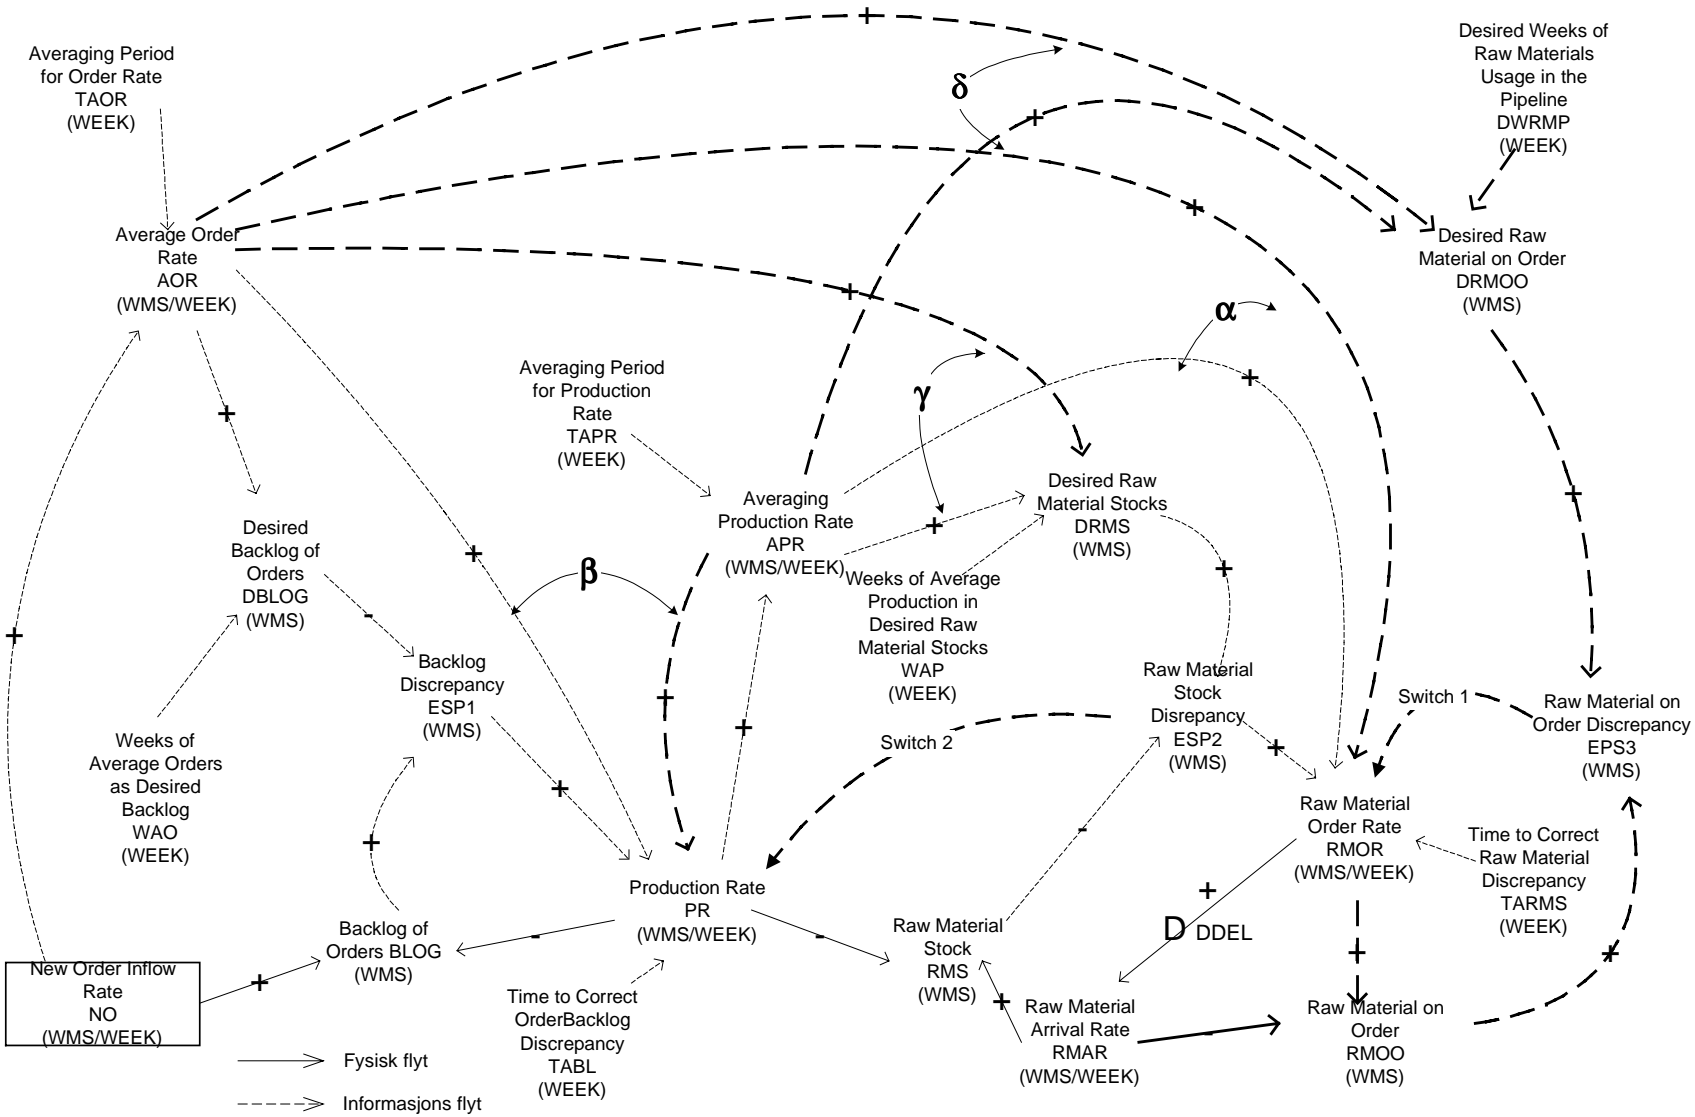 Averaging Period
for Order Rate
TAOR
(WEEK)
+
δ
+
Desired Weeks of
Raw Materials
Usage in the
Pipeline
DWRMP
(WEEK)
Average Order
Rate
AOR
(WMS/WEEK)
+
+
Desired Raw
Material on Order
DRMOO
(WMS)
α
+
+
Averaging Period
for Production
Rate
TAPR
(WEEK)
γ
Averaging
Production Rate
APR
(WMS/WEEK)
+
Desired Raw
Material Stocks
DRMS
(WMS)
+
+
Desired
Backlog of
Orders
DBLOG
(WMS)
-
+
β
Weeks of Average
Production in
Desired Raw
Material Stocks
WAP
(WEEK)
+
Backlog
Discrepancy
ESP1
(WMS)
+
+
+
Raw Material
Stock
Disrepancy
ESP2
(WMS)
+
Switch 1
Switch 2
Raw Material on
Order Discrepancy
EPS3
(WMS)
Weeks of
Average Orders
as Desired
Backlog
WAO
(WEEK)
+
+
-
Raw Material
Order Rate
RMOR
(WMS/WEEK)
Time to Correct
Raw Material
Discrepancy
TARMS
(WEEK)
Production Rate
PR
(WMS/WEEK)
-
-
+
D DDEL
+
+
Backlog of
Orders BLOG
(WMS)
Raw Material
Stock
RMS
(WMS)
New Order Inflow
Rate
NO
(WMS/WEEK)
+
Time to Correct
OrderBacklog
Discrepancy
TABL
(WEEK)
+
Raw Material
Arrival Rate
RMAR
(WMS/WEEK)
-
Raw Material on
Order
RMOO
(WMS)
Fysisk flyt
Informasjons flyt